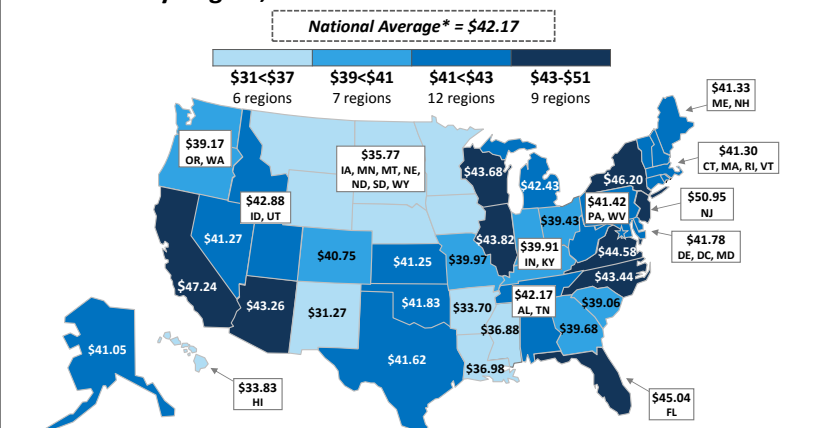 National Average* = $42.17
$31<$37
6 regions
$39<$41
7 regions
$41<$43
12 regions
$43-$51
9 regions
$41.33
ME, NH
$39.17
OR, WA
$35.77
IA, MN, MT, NE,
ND, SD, WY
$41.30
CT, MA, RI, VT
$43.68
$42.43
$46.20
$42.88
ID, UT
$41.42
PA, WV
$50.95
NJ
$41.27
$39.43
$43.82
$39.91
IN, KY
$41.78
DE, DC, MD
$40.75
$41.25
$39.97
$44.58
$47.24
$43.26
$43.44
$31.27
$41.83
$33.70
$42.17
AL, TN
$39.06
$36.88
$39.68
$41.05
$41.62
$36.98
$33.83
HI
$45.04
FL